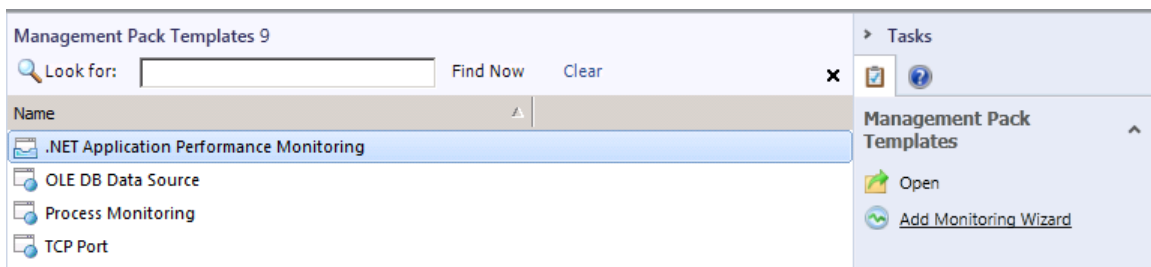 Management Pack Templates 9
Look for:
Find Now
Clear
Name
.NET Application Performance Monitoring
OLE DB Data Source
Process Monitoring
TCP Port
Tasks
Management Pack
Templates
Open
Add Monitoring Wizard